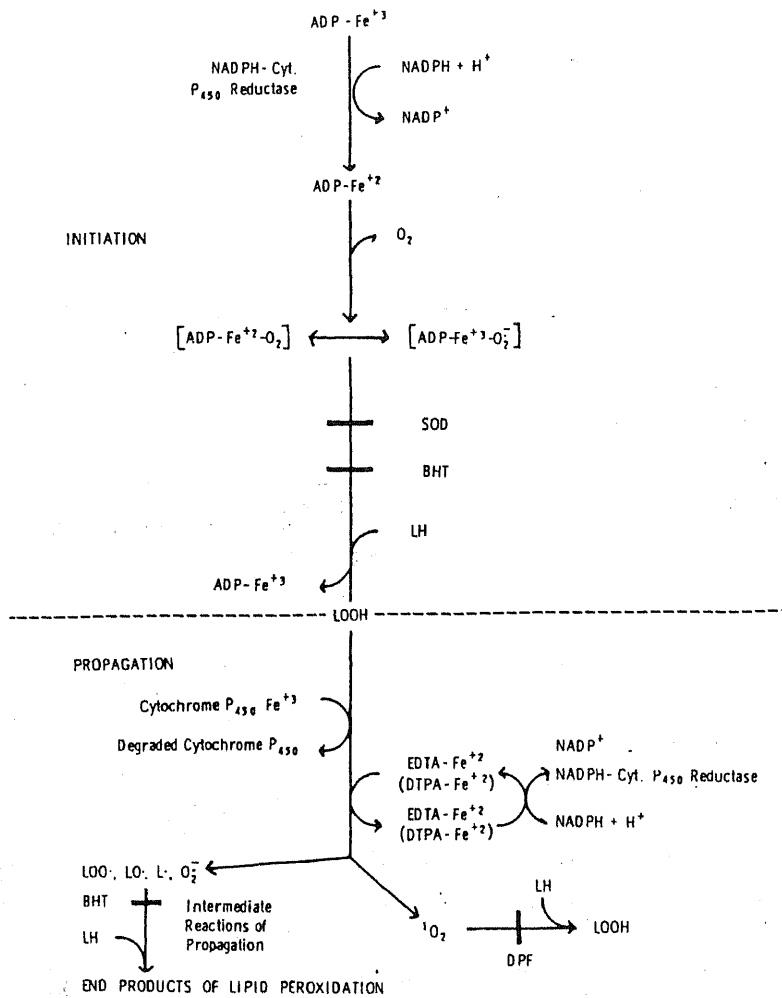 ADP - Fe⁺³
NADPH - Cyt.
P₄₅₀ Reductase
NADPH + H⁺
NADP⁺
ADP-Fe⁺²
INITIATION
O₂
[ADP-Fe⁺²-O₂]
[ADP-Fe⁺³-O₂⁻]
SOD
BHT
LH
ADP- Fe⁺³
LOOH
PROPAGATION
Cytochrome P₄₅₀ Fe⁺³
Degraded Cytochrome P₄₅₀
EDTA-Fe⁺²
(DTPA-Fe⁺²)
EDTA-Fe⁺²
(DTPA-Fe⁺²)
NADP⁺
NADPH- Cyt. P₄₅₀ Reductase
NADPH + H⁺
LOO·, LO·, L·, O₂⁻
BHT
Intermediate
Reactions of
Propagation
LH
¹O₂
LH
LOOH
DPF
END PRODUCTS OF LIPID PEROXIDATION